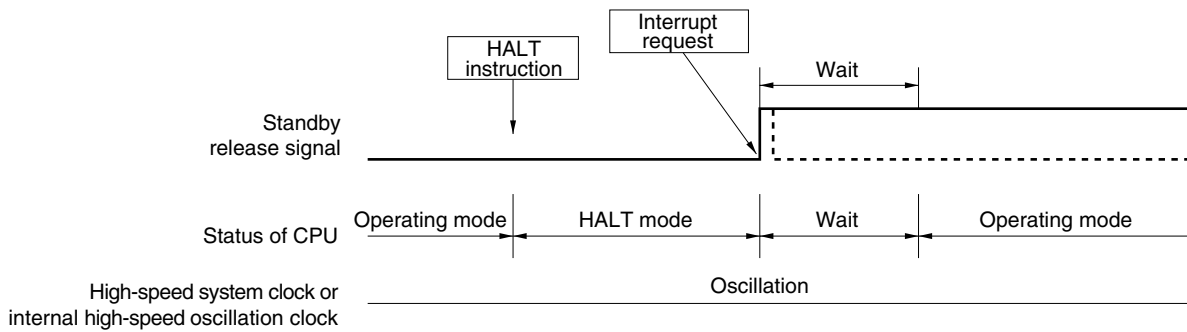 Interrupt
request
HALT
instruction
Wait
Standby
release signal
Operating mode
HALT mode
Wait
Operating mode
Status of CPU
Oscillation
High-speed system clock or
internal high-speed oscillation clock